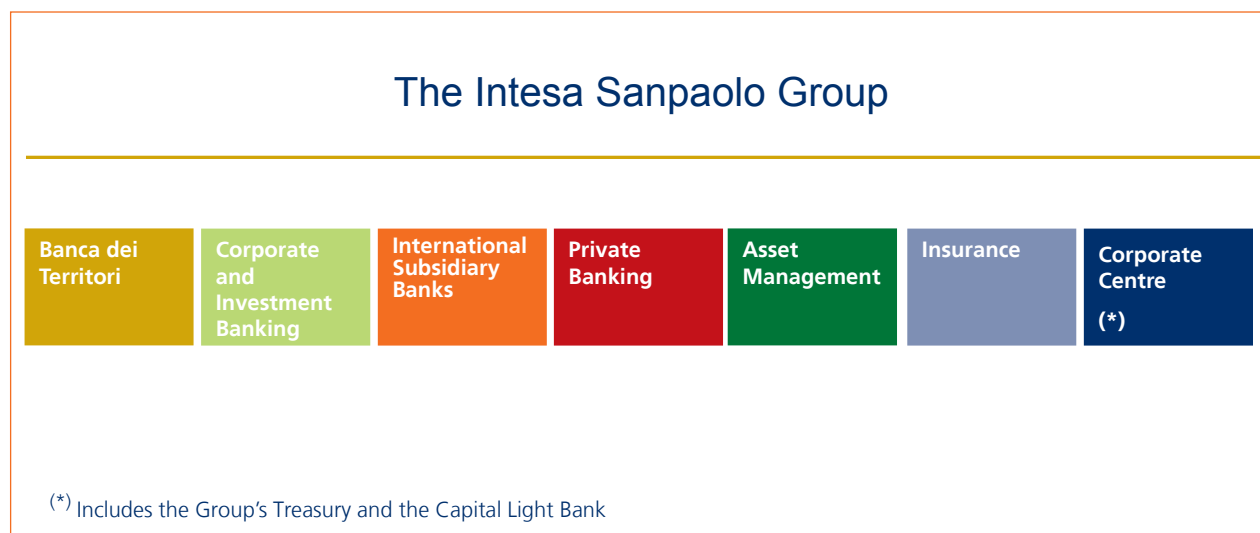 The Intesa Sanpaolo Group
Banca dei
Territori
Corporate
and
Investment
Banking
International
Subsidiary
Banks
Private
Banking
Asset
Management
Insurance
Corporate
Centre
(*)
(*) Includes the Group’s Treasury and the Capital Light Bank